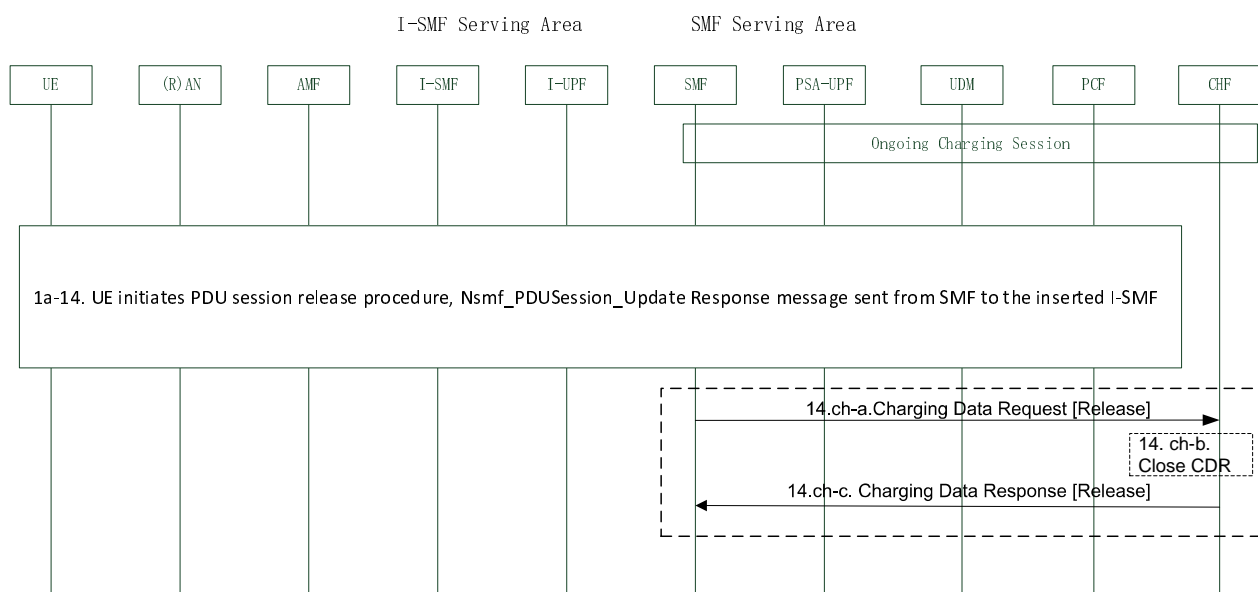 I-SMF Serving Area
SMF Serving Area
UE
(R)AN
AMF
I-SMF
I-UPF
SMF
PSA-UPF
UDM
PCF
CHF
Ongoing Charging Session
1a-14. UE initiates PDU session release procedure, Nsmf_PDUSession_Update Response message sent from SMF to the inserted I-SMF
14.ch-a.Charging Data Request [Release]
14. ch-b.
Close CDR
14.ch-c. Charging Data Response [Release]